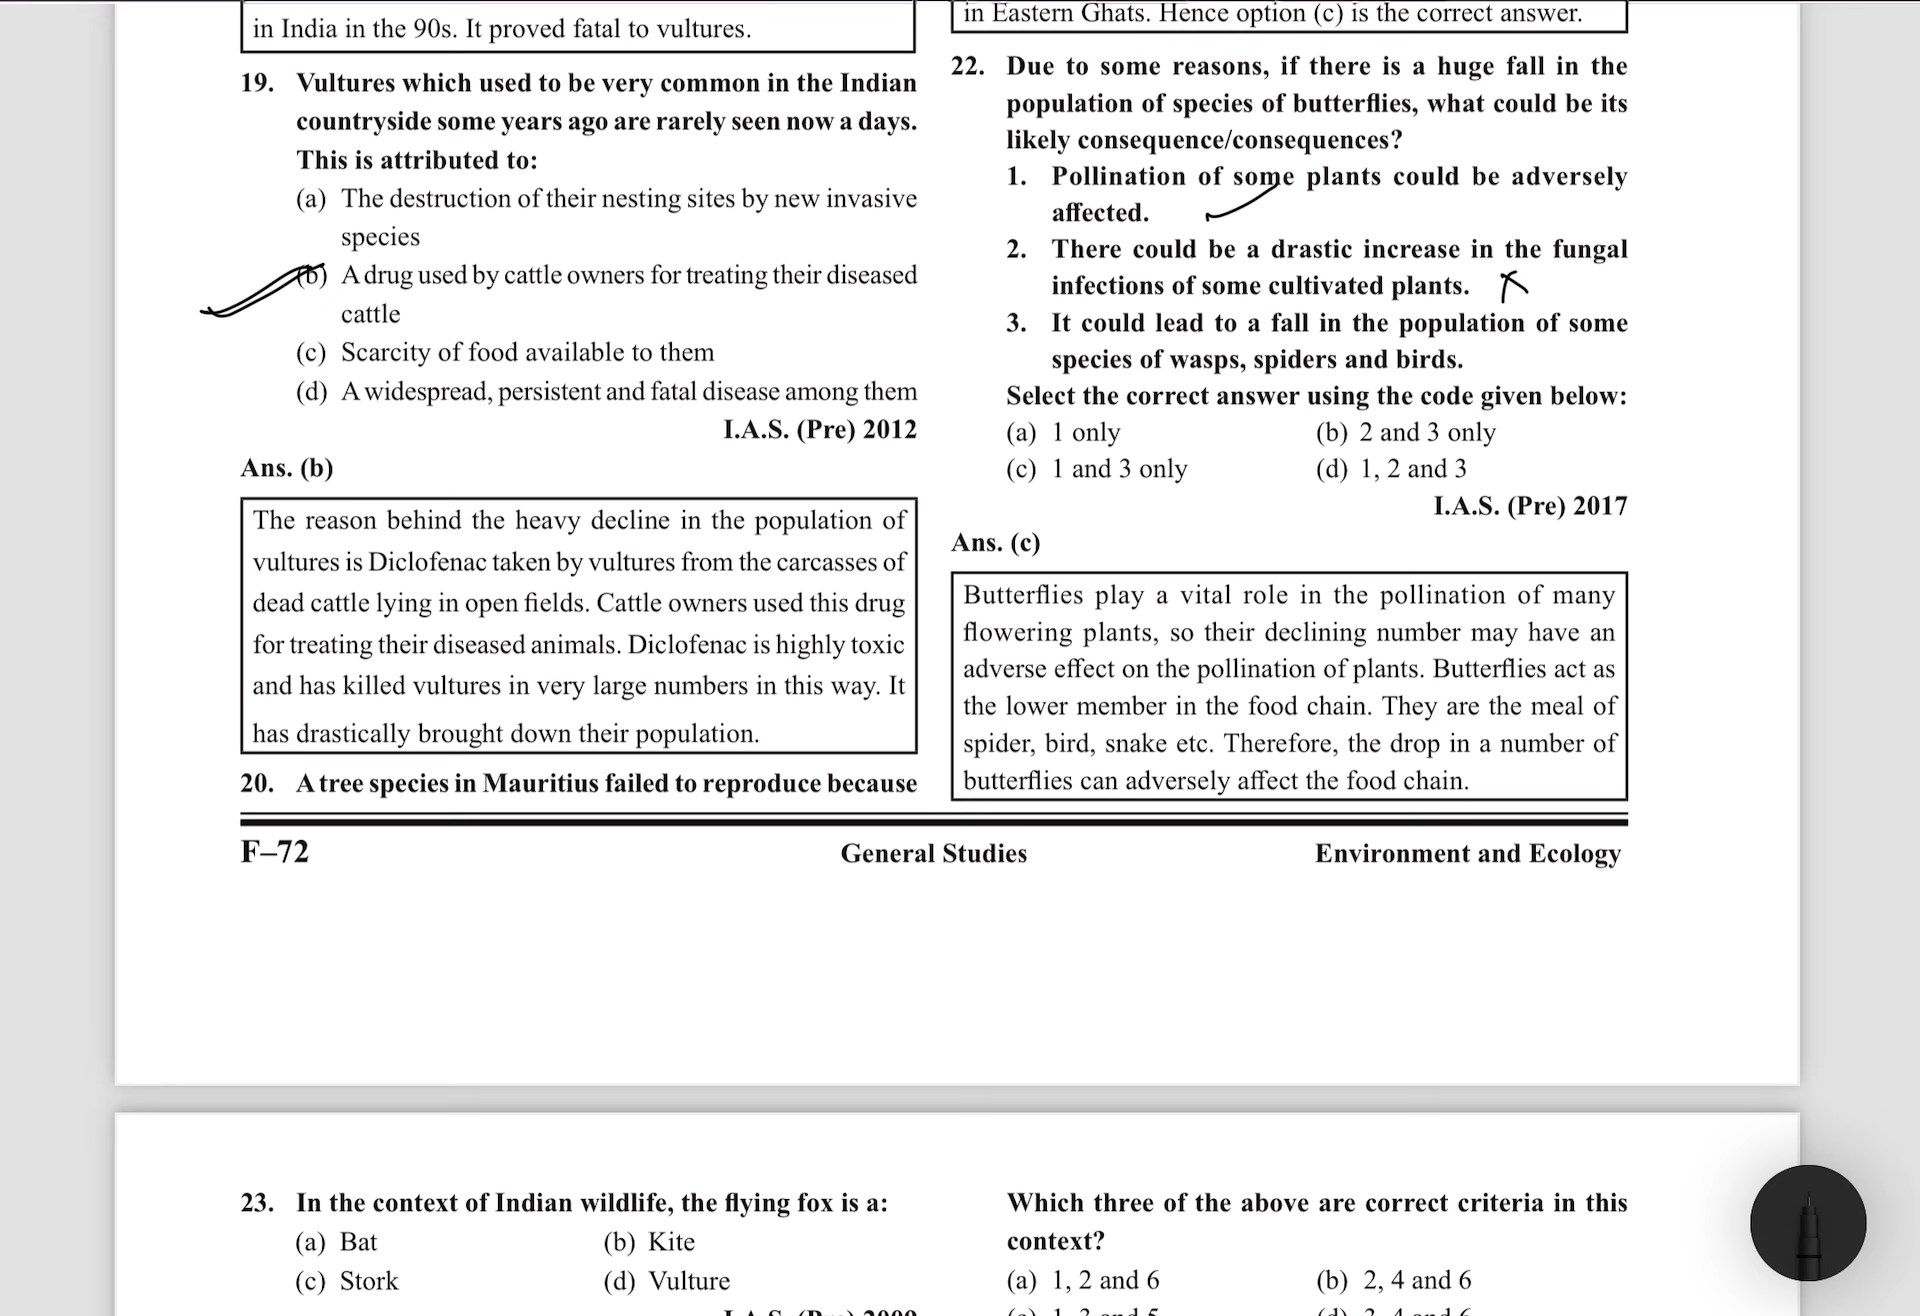 in India in the 90s. It proved fatal to vultures.
19. Vultures which used to be very common in the Indian
countryside some years ago are rarely seen now a days.
This is attributed to:
(a) The destruction of their nesting sites by new invasive
species
(b) A drug used by cattle owners for treating their diseased
cattle
(c) Scarcity of food available to them
(d) A widespread, persistent and fatal disease among them
I.A.S. (Pre) 2012
Ans. (b)
The reason behind the heavy decline in the population of
vultures is Diclofenac taken by vultures from the carcasses of
dead cattle lying in open fields. Cattle owners used this drug
for treating their diseased animals. Diclofenac is highly toxic
and has killed vultures in very large numbers in this way. It
has drastically brought down their population.
20. A tree species in Mauritius failed to reproduce because
in Eastern Ghats. Hence option (c) is the correct answer.
22. Due to some reasons, if there is a huge fall in the
population of species of butterflies, what could be its
likely consequence/consequences?
1. Pollination of some plants could be adversely
affected.
2. There could be a drastic increase in the fungal
infections of some cultivated plants.
3. It could lead to a fall in the population of some
species of wasps, spiders and birds.
Select the correct answer using the code given below:
(a) 1 only (b) 2 and 3 only
(c) 1 and 3 only (d) 1, 2 and 3
I.A.S. (Pre) 2017
Ans. (c)
Butterflies play a vital role in the pollination of many
flowering plants, so their declining number may have an
adverse effect on the pollination of plants. Butterflies act as
the lower member in the food chain. They are the meal of
spider, bird, snake etc. Therefore, the drop in a number of
butterflies can adversely affect the food chain.
F–72 General Studies Environment and Ecology
23. In the context of Indian wildlife, the flying fox is a:
(a) Bat (b) Kite
(c) Stork (d) Vulture
Which three of the above are correct criteria in this
context?
(a) 1, 2 and 6 (b) 2, 4 and 6